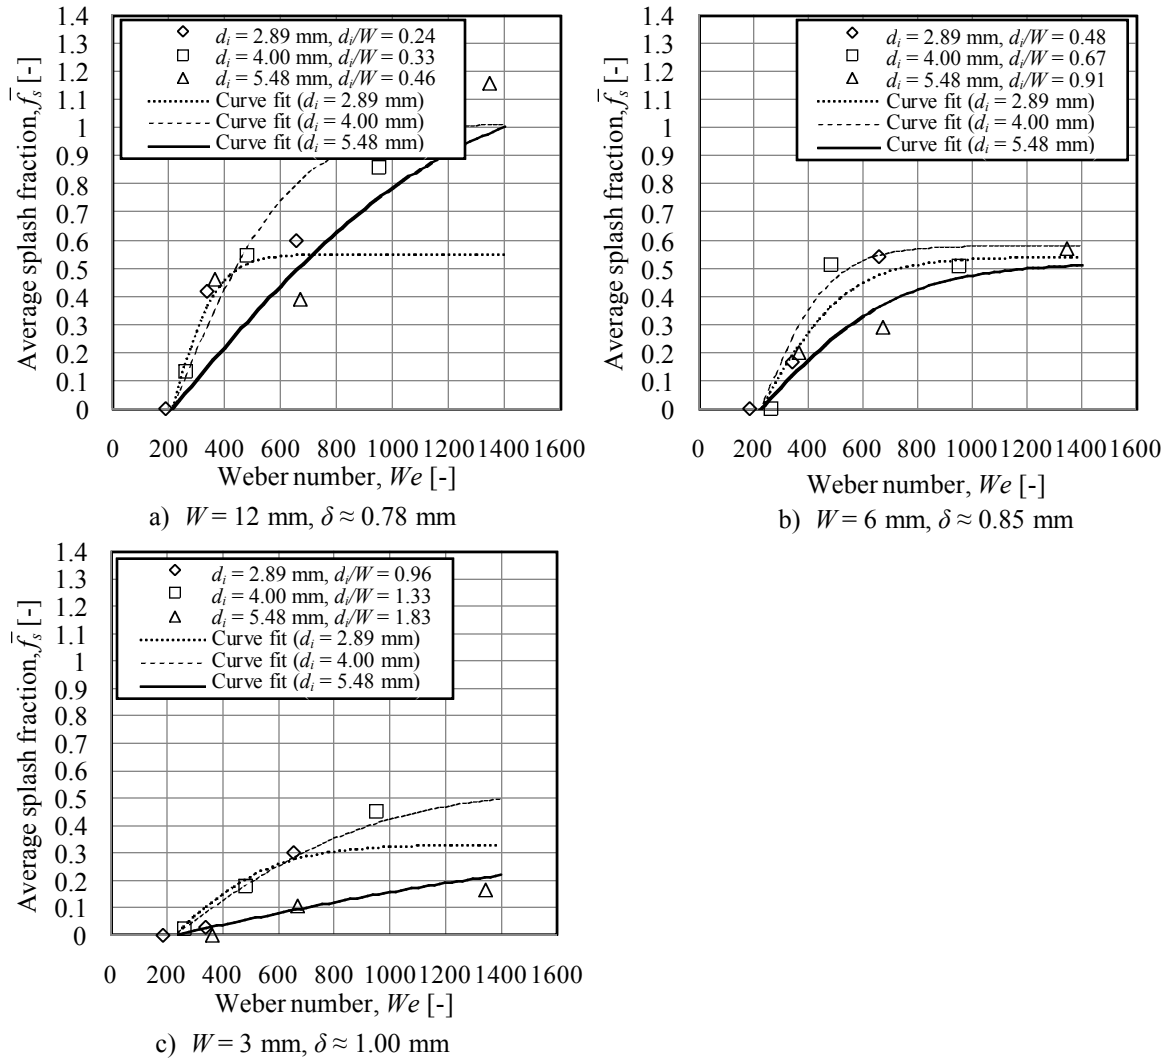 1.4
1.3
1.2
1.1
1
0.9
0.8
0.7
0.6
0.5
0.4
0.3
0.2
0.1
0
Average splash fraction, f̅s [-]
di = 2.89 mm, di/W = 0.24
di = 4.00 mm, di/W = 0.33
di = 5.48 mm, di/W = 0.46
Curve fit (di = 2.89 mm)
Curve fit (di = 4.00 mm)
Curve fit (di = 5.48 mm)
0 200 400 600 800 1000 1200 1400 1600
Weber number, We [-]
a) W = 12 mm, δ ≈ 0.78 mm
1.4
1.3
1.2
1.1
1
0.9
0.8
0.7
0.6
0.5
0.4
0.3
0.2
0.1
0
Average splash fraction, f̅s [-]
di = 2.89 mm, di/W = 0.48
di = 4.00 mm, di/W = 0.67
di = 5.48 mm, di/W = 0.91
Curve fit (di = 2.89 mm)
Curve fit (di = 4.00 mm)
Curve fit (di = 5.48 mm)
0 200 400 600 800 1000 1200 1400 1600
Weber number, We [-]
b) W = 6 mm, δ ≈ 0.85 mm
1.4
1.3
1.2
1.1
1
0.9
0.8
0.7
0.6
0.5
0.4
0.3
0.2
0.1
0
Average splash fraction, f̅s [-]
di = 2.89 mm, di/W = 0.96
di = 4.00 mm, di/W = 1.33
di = 5.48 mm, di/W = 1.83
Curve fit (di = 2.89 mm)
Curve fit (di = 4.00 mm)
Curve fit (di = 5.48 mm)
0 200 400 600 800 1000 1200 1400 1600
Weber number, We [-]
c) W = 3 mm, δ ≈ 1.00 mm